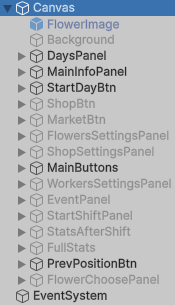 Canvas
FlowerImage
Background
DaysPanel
MainInfoPanel
StartDayBtn
ShopBtn
MarketBtn
FlowersSettingsPanel
ShopSettingsPanel
MainButtons
WorkersSettingsPanel
EventPanel
StartShiftPanel
StatsAfterShift
FullStats
PrevPositionBtn
FlowerChoosePanel
EventSystem